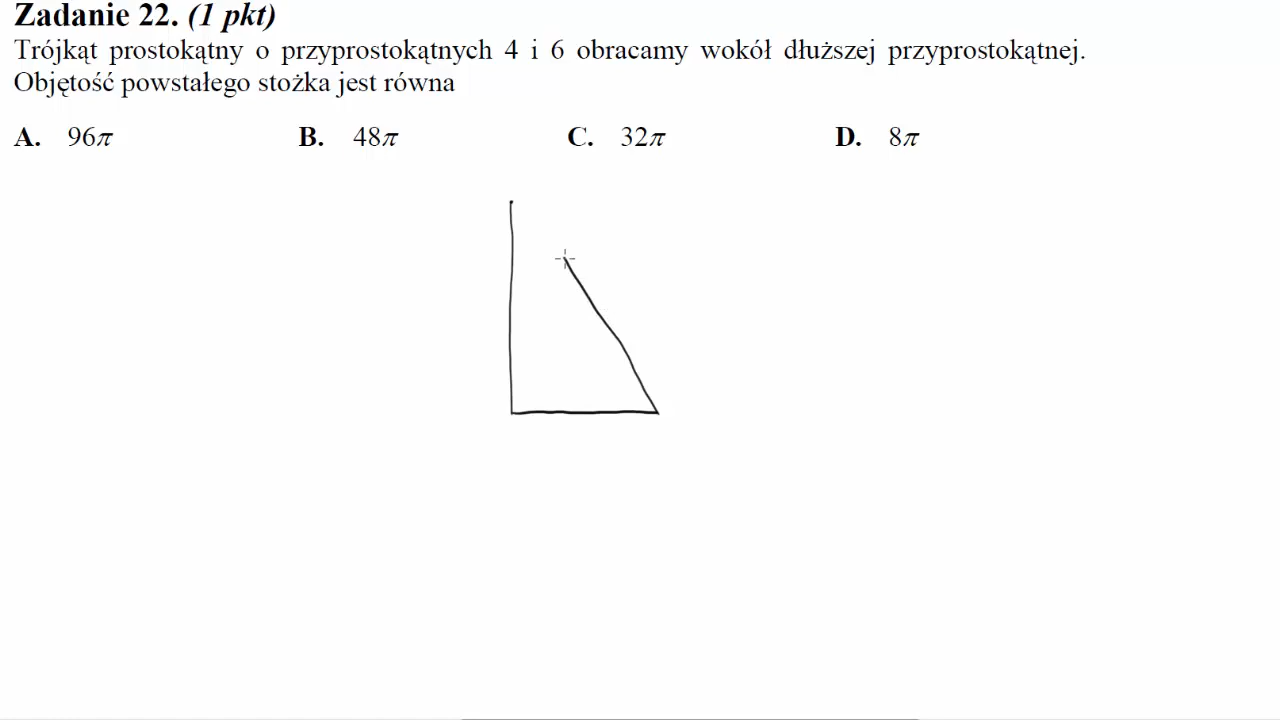 Zadanie 22. (1 pkt)
Trójkąt prostokątny o przyprostokątnych 4 i 6 obracamy wokół dłuższej przyprostokątnej.
Objętość powstałego stożka jest równa
A. 96π B. 48π C. 32π D. 8π